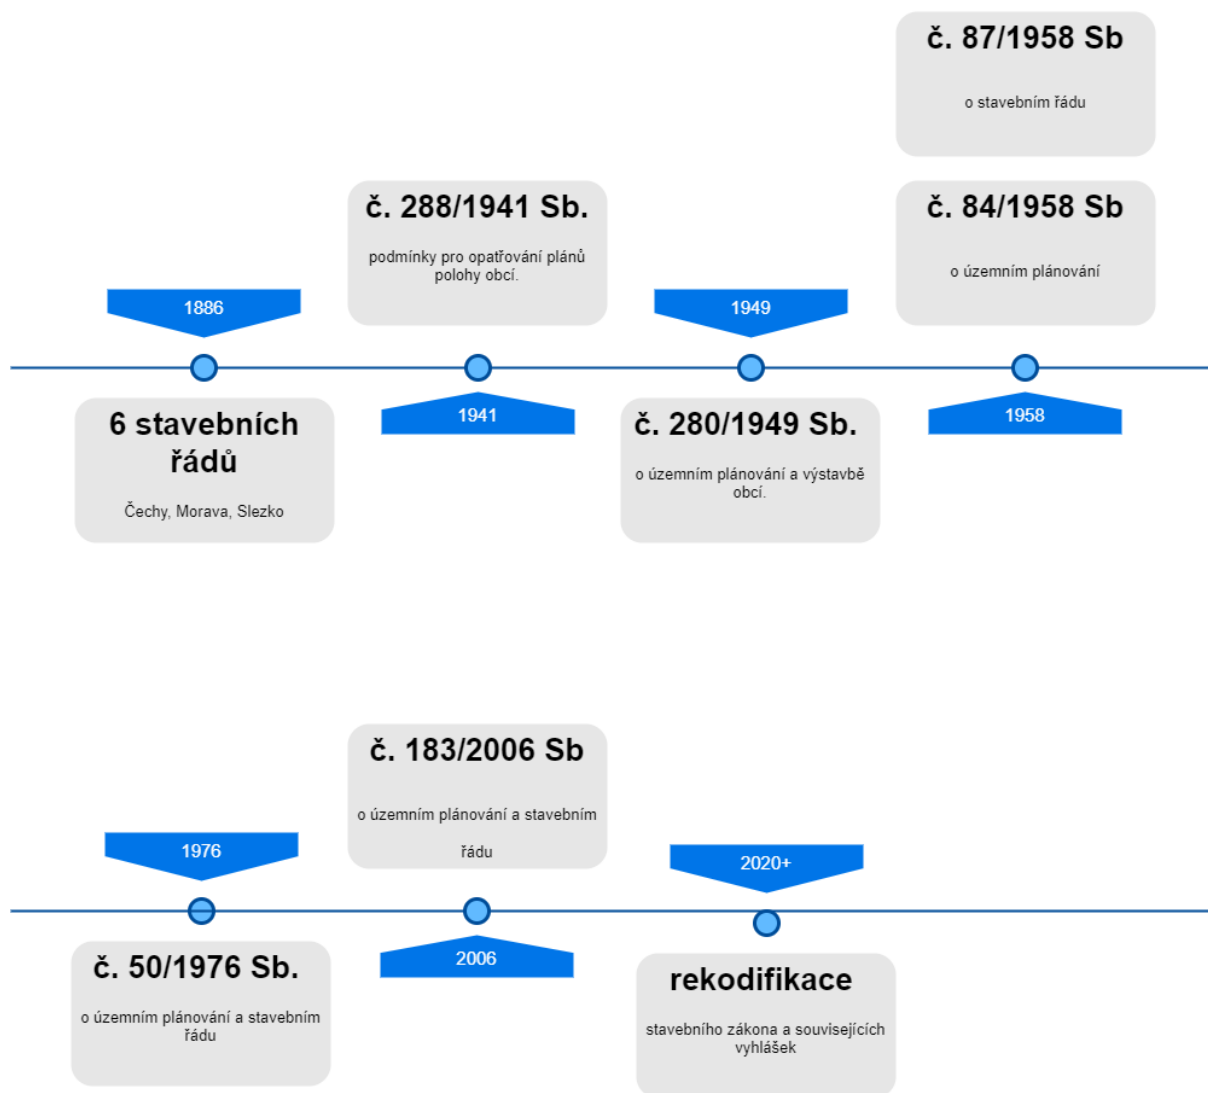 č. 87/1958 Sb
o stavebním řádu
č. 288/1941 Sb.
podmínky pro opatřování plánů
polohy obcí.
č. 84/1958 Sb
o územním plánování
1886
1949
6 stavebních
řádů
Čechy, Morava, Slezko
1941
č. 280/1949 Sb.
o územním plánování a výstavbě
obcí.
1958
č. 183/2006 Sb
o územním plánování a stavebním
řádu
1976
2020+
č. 50/1976 Sb.
o územním plánování a stavebním
řádu
2006
rekodifikace
stavebního zákona a souvisejících
vyhlášek